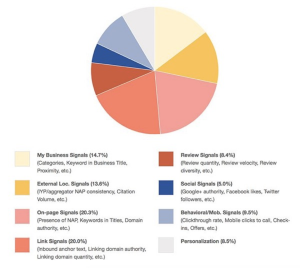 My Business Signals (14.7%)
(Categories, Keyword in Business Title,
Proximity, etc.)
External Loc. Signals (13.6%)
(IYP/aggregator NAP consistency, Citation
Volume, etc.)
On-page Signals (20.3%)
(Presence of NAP, Keywords in Titles, Domain
authority, etc.)
Link Signals (20.0%)
(Inbound anchor text, Linking domain authority,
Linking domain quantity, etc.)
Review Signals (8.4%)
(Review quantity, Review velocity, Review
diversity, etc.)
Social Signals (5.0%)
(Google+ authority, Facebook likes, Twitter
followers, etc.)
Behavioral/Mob. Signals (9.5%)
(Clickthrough rate, Mobile clicks to call, Check-
ins, Offers, etc.)
Personalization (8.5%)